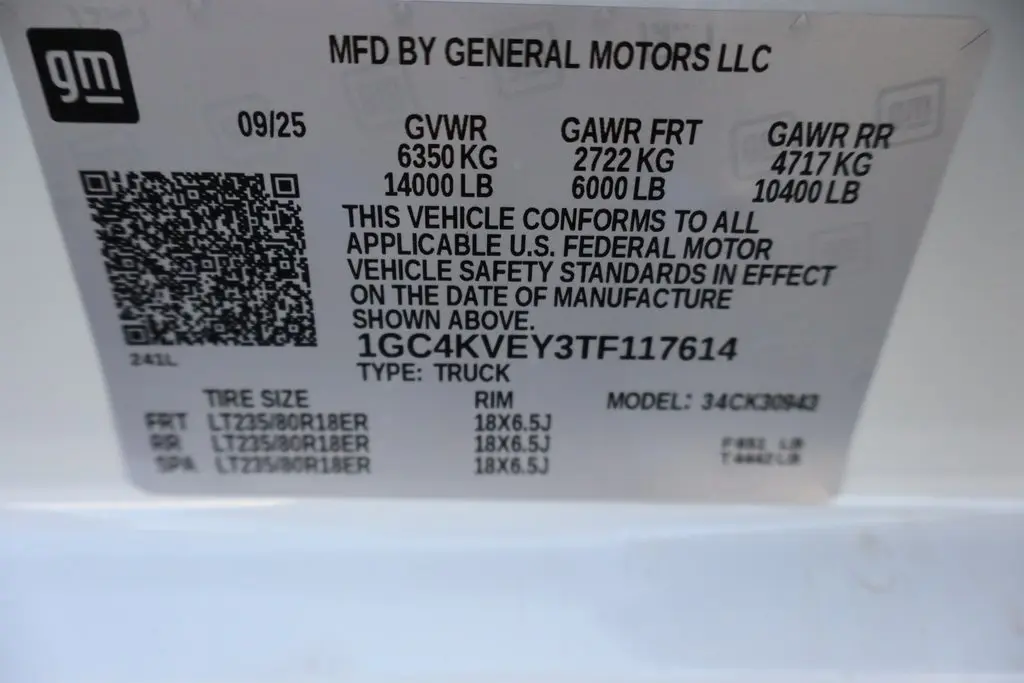 gm
MFD BY GENERAL MOTORS LLC
09/25
GVWR GAWR FRT GAWR RR
6350 KG 2722 KG 4717 KG
14000 LB 6000 LB 10400 LB
THIS VEHICLE CONFORMS TO ALL
APPLICABLE U.S. FEDERAL MOTOR
VEHICLE SAFETY STANDARDS IN EFFECT
ON THE DATE OF MANUFACTURE
SHOWN ABOVE.
1GC4KVEY3TF117614
241L
TYPE: TRUCK
TIRE SIZE RIM MODEL: 34CK30943
FRT LT235/80R18ER 18X6.5J
RR LT235/80R18ER 18X6.5J
SPA LT235/80R18ER 18X6.5J